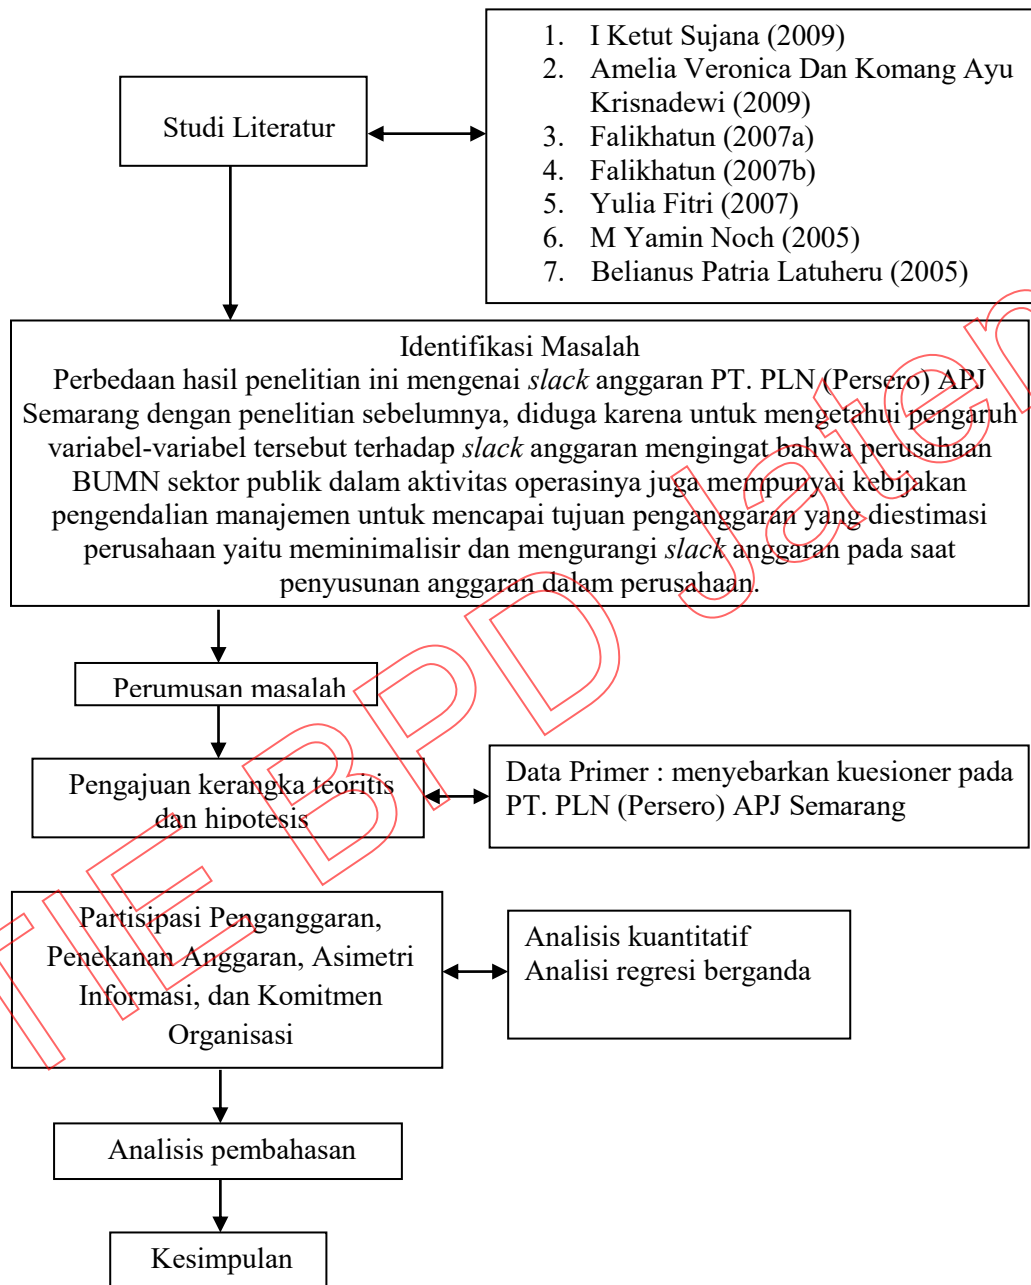 Studi Literatur
1. I Ketut Sujana (2009)
2. Amelia Veronica Dan Komang Ayu
Krisnadewi (2009)
3. Falikhatun (2007a)
4. Falikhatun (2007b)
5. Yulia Fitri (2007)
6. M Yamin Noch (2005)
7. Belianus Patria Latuheru (2005)
Identifikasi Masalah
Perbedaan hasil penelitian ini mengenai slack anggaran PT. PLN (Persero) APJ
Semarang dengan penelitian sebelumnya, diduga karena untuk mengetahui pengaruh
variabel-variabel tersebut terhadap slack anggaran mengingat bahwa perusahaan
BUMN sektor publik dalam aktivitas operasinya juga mempunyai kebijakan
pengendalian manajemen untuk mencapai tujuan penganggaran yang diestimasi
perusahaan yaitu meminimalisir dan mengurangi slack anggaran pada saat
penyusunan anggaran dalam perusahaan.
Perumusan masalah
Pengajuan kerangka teoritis
dan hipotesis
Data Primer : menyebarkan kuesioner pada
PT. PLN (Persero) APJ Semarang
Partisipasi Penganggaran,
Penekanan Anggaran, Asimetri
Informasi, dan Komitmen
Organisasi
Analisis kuantitatif
Analisi regresi berganda
Analisis pembahasan
Kesimpulan
TIE BPD Jaten